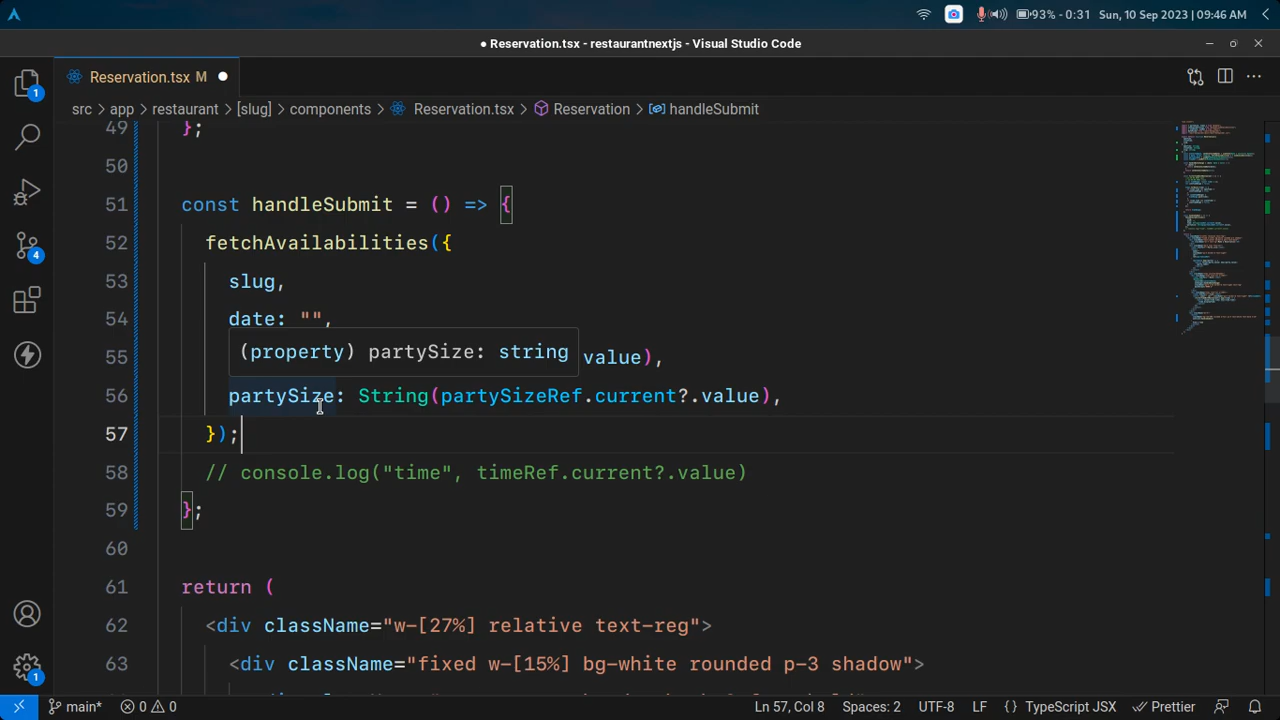 93% - 0:31 Sun, 10 Sep 2023 | 09:46 AM
● Reservation.tsx - restaurantnextjs - Visual Studio Code
Reservation.tsx M
src > app > restaurant > [slug] > components > Reservation.tsx > Reservation > handleSubmit
49 };
50
51 const handleSubmit = () => {
52 fetchAvailabilities({
53 slug,
54 date: "",
(property) partySize: string
55 value),
56 partySize: String(partySizeRef.current?.value),
57 });
58 // console.log("time", timeRef.current?.value)
59 };
60
61 return (
62 <div className="w-[27%] relative text-reg">
63 <div className="fixed w-[15%] bg-white rounded p-3 shadow">
1
4
1
main* 0 0 Ln 57, Col 8 Spaces: 2 UTF-8 LF {} TypeScript JSX Prettier